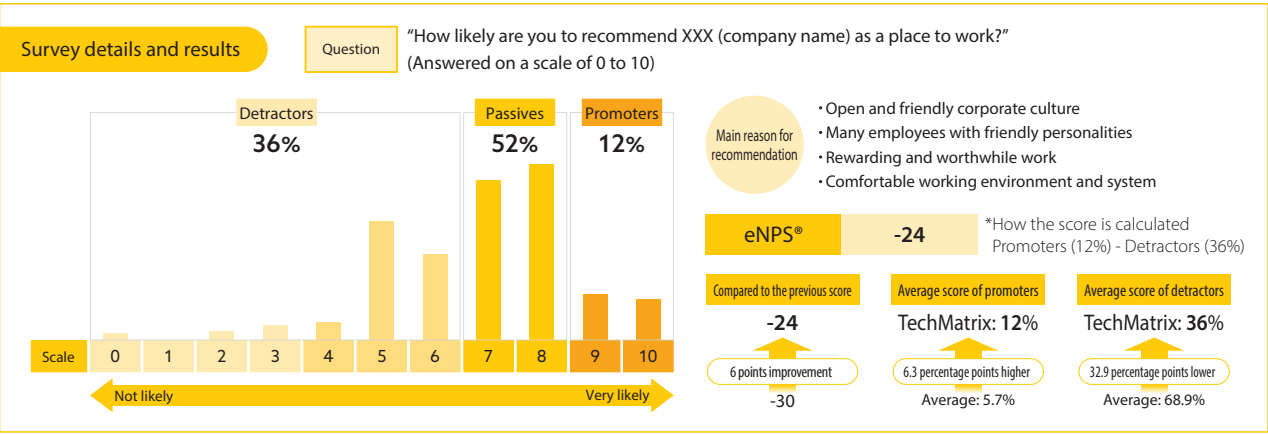 Survey details and results
Question
“How likely are you to recommend XXX (company name) as a place to work?”
(Answered on a scale of 0 to 10)
Detractors
36%
Passives
52%
Promoters
12%
Scale
0 1 2 3 4 5 6 7 8 9 10
Not likely
Very likely
Main reason for
recommendation
・Open and friendly corporate culture
・Many employees with friendly personalities
・Rewarding and worthwhile work
・Comfortable working environment and system
eNPS®
-24
*How the score is calculated
Promoters (12%) - Detractors (36%)
Compared to the previous score
-24
6 points improvement
-30
Average score of promoters
TechMatrix: 12%
6.3 percentage points higher
Average: 5.7%
Average score of detractors
TechMatrix: 36%
32.9 percentage points lower
Average: 68.9%